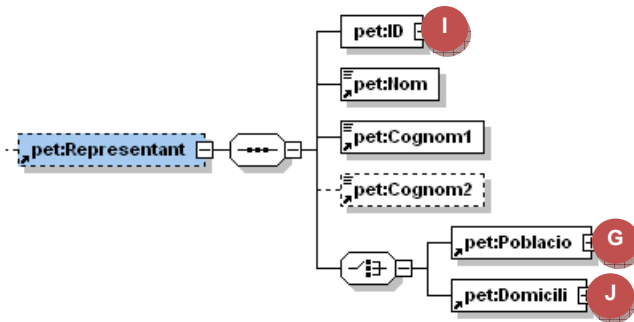 pet:ID
I
pet:Nom
pet:Representant
pet:Cognom1
pet:Cognom2
pet:Poblacio
G
pet:Domicili
J